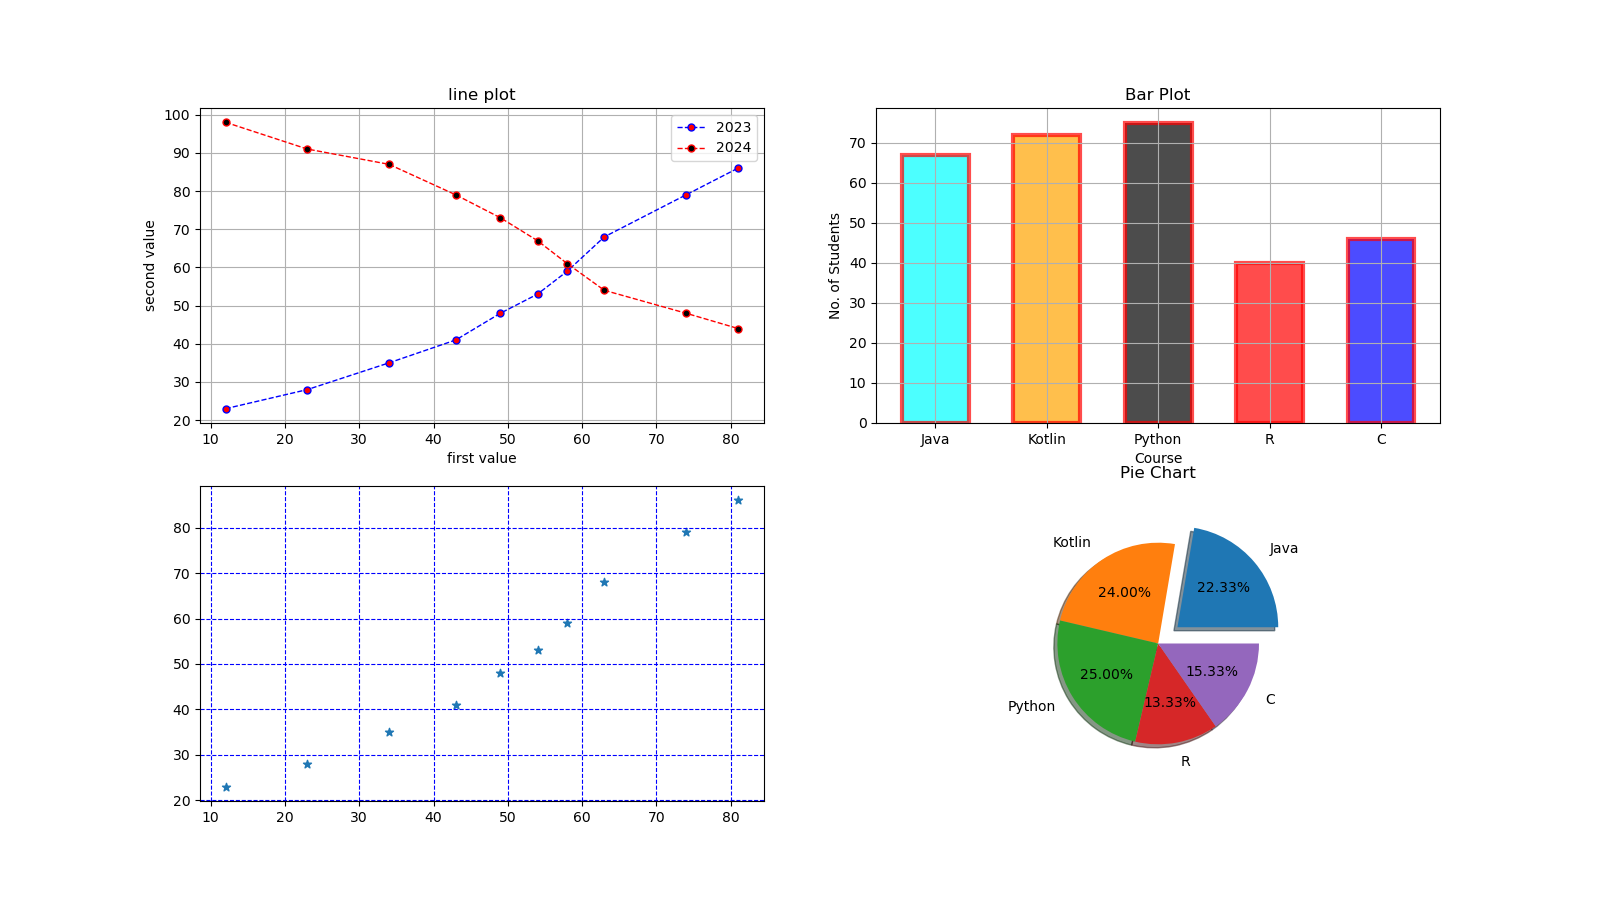 line plot
100
90
80
70
60
50
40
30
20
second value
10 20 30 40 50 60 70 80
first value
2023
2024
Bar Plot
70
60
50
40
30
20
10
0
No. of Students
Java Kotlin Python R C
Course
80
70
60
50
40
30
20
10 20 30 40 50 60 70 80
Pie Chart
Kotlin
Java
24.00%
22.33%
25.00%
15.33%
13.33%
Python
C
R